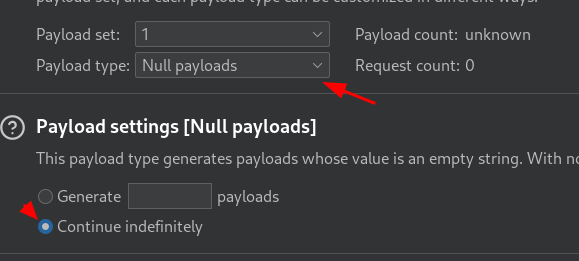 payload set, and each payload type can be customized in different ways.
Payload set: 1 Payload count: unknown
Payload type: Null payloads Request count: 0
? Payload settings [Null payloads]
This payload type generates payloads whose value is an empty string. With no
Generate payloads
Continue indefinitely